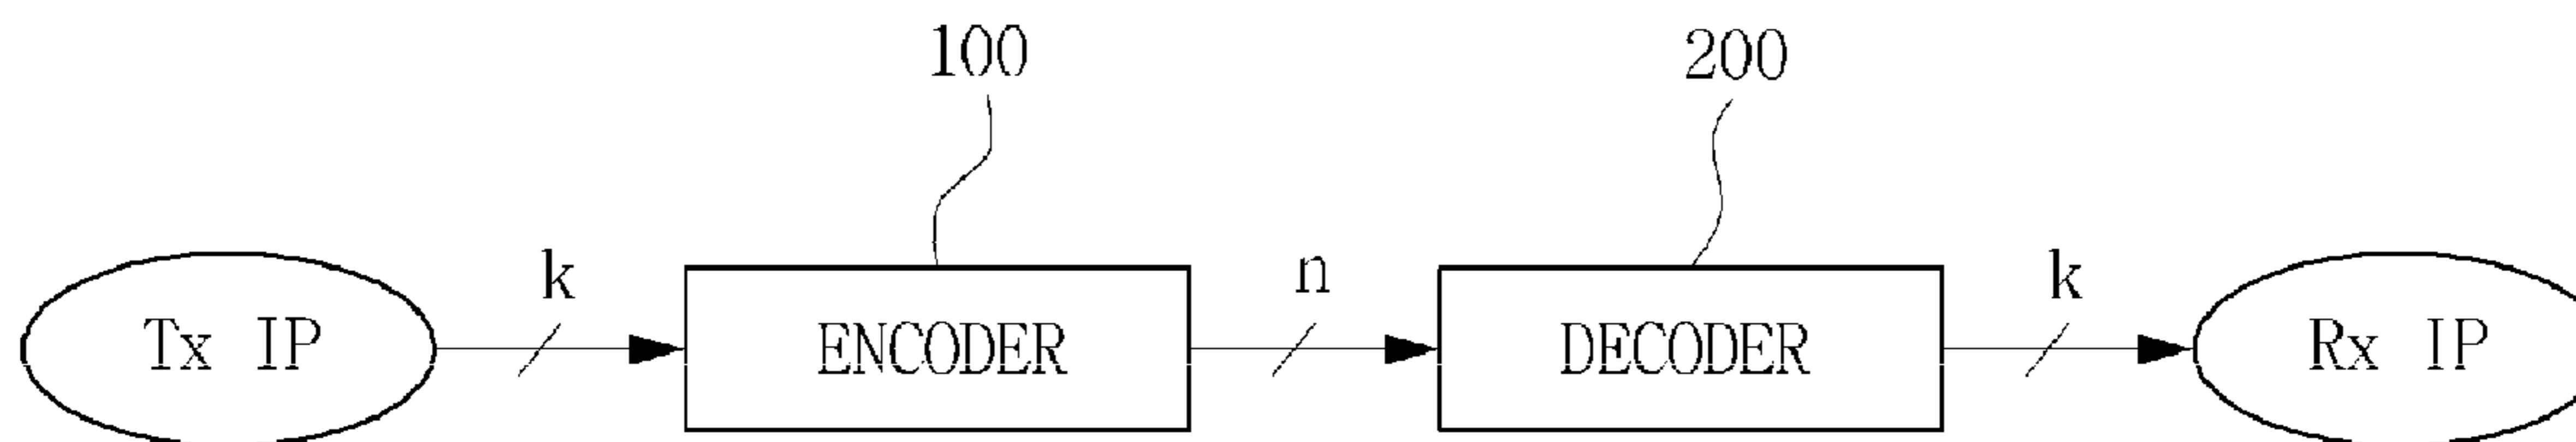 100 200
k n k
Tx IP ENCODER DECODER Rx IP